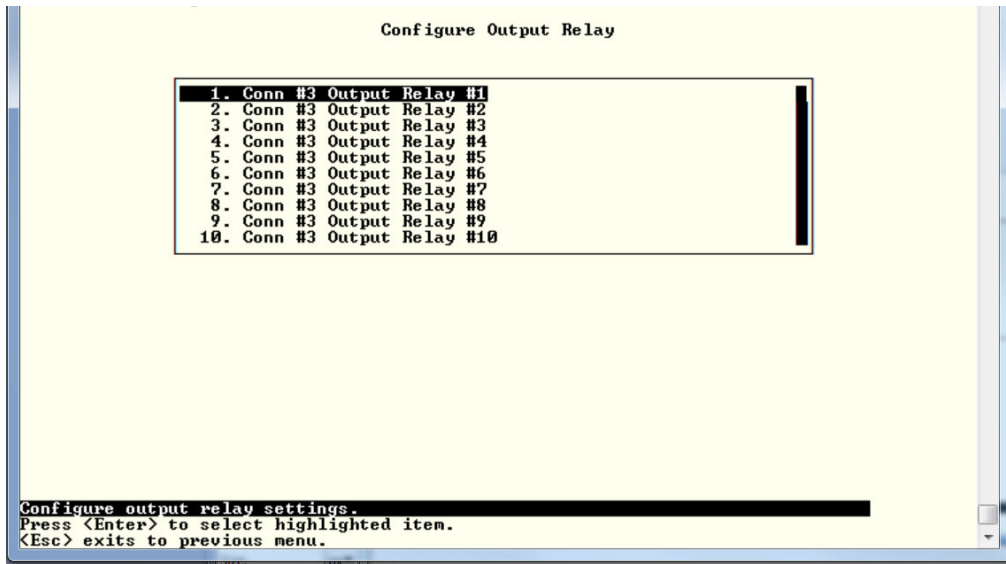 Configure Output Relay
1. Conn #3 Output Relay #1
2. Conn #3 Output Relay #2
3. Conn #3 Output Relay #3
4. Conn #3 Output Relay #4
5. Conn #3 Output Relay #5
6. Conn #3 Output Relay #6
7. Conn #3 Output Relay #7
8. Conn #3 Output Relay #8
9. Conn #3 Output Relay #9
10. Conn #3 Output Relay #10
Configure output relay settings.
Press <Enter> to select highlighted item.
<Esc> exits to previous menu.